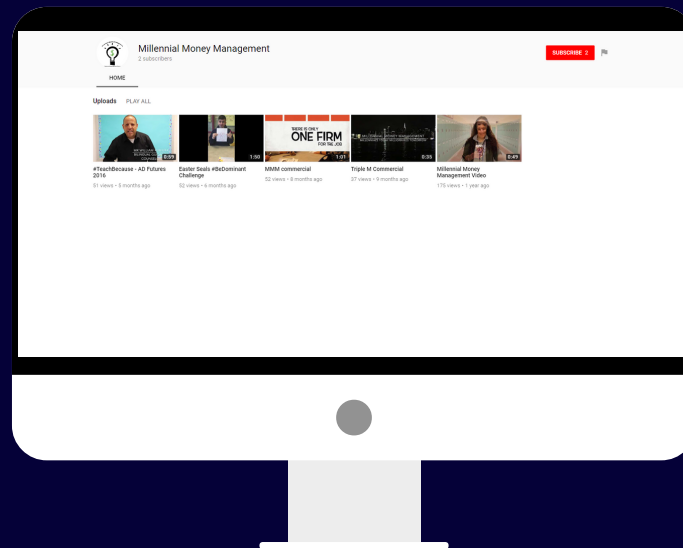 Millennial Money Management
2 subscribers
SUBSCRIBE 2
HOME
Uploads PLAY ALL
THERE IS ONLY
ONE FIRM
FOR THE JOB
MILLENNIAL MONEY MANAGEMENT
0:59
1:50
1:01
0:35
0:49
#TeachBecause - AD Futures
2016
51 views • 5 months ago
Easter Seals #BeDominant
Challenge
52 views • 6 months ago
MMM commercial
52 views • 8 months ago
Triple M Commercial
37 views • 9 months ago
Millennial Money
Management Video
175 views • 1 year ago